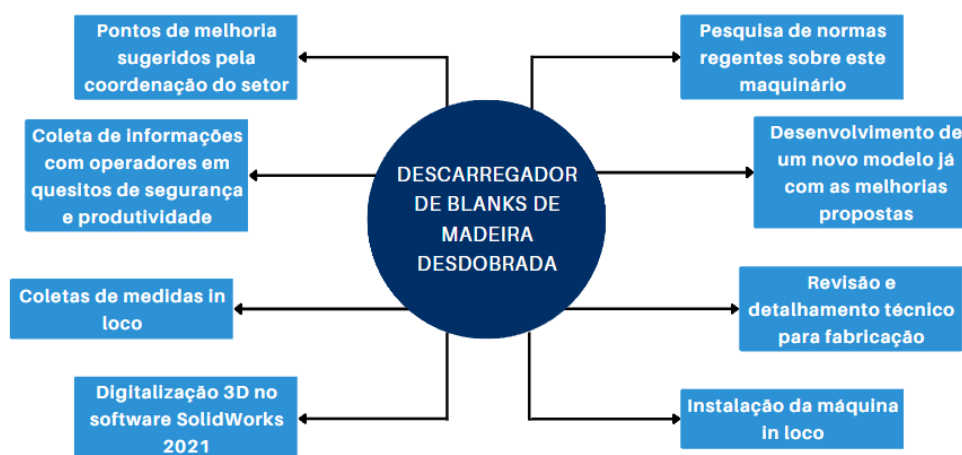 Pontos de melhoria
sugeridos pela
coordenação do setor
Coleta de informações
com operadores em
quesitos de segurança
e produtividade
Coletas de medidas in
loco
Digitalização 3D no
software SolidWorks
2021
DESCARREGADOR
DE BLANKS DE
MADEIRA
DESDOBRADA
Pesquisa de normas
regentes sobre este
maquinário
Desenvolvimento de
um novo modelo já
com as melhorias
propostas
Revisão e
detalhamento técnico
para fabricação
Instalação da máquina
in loco